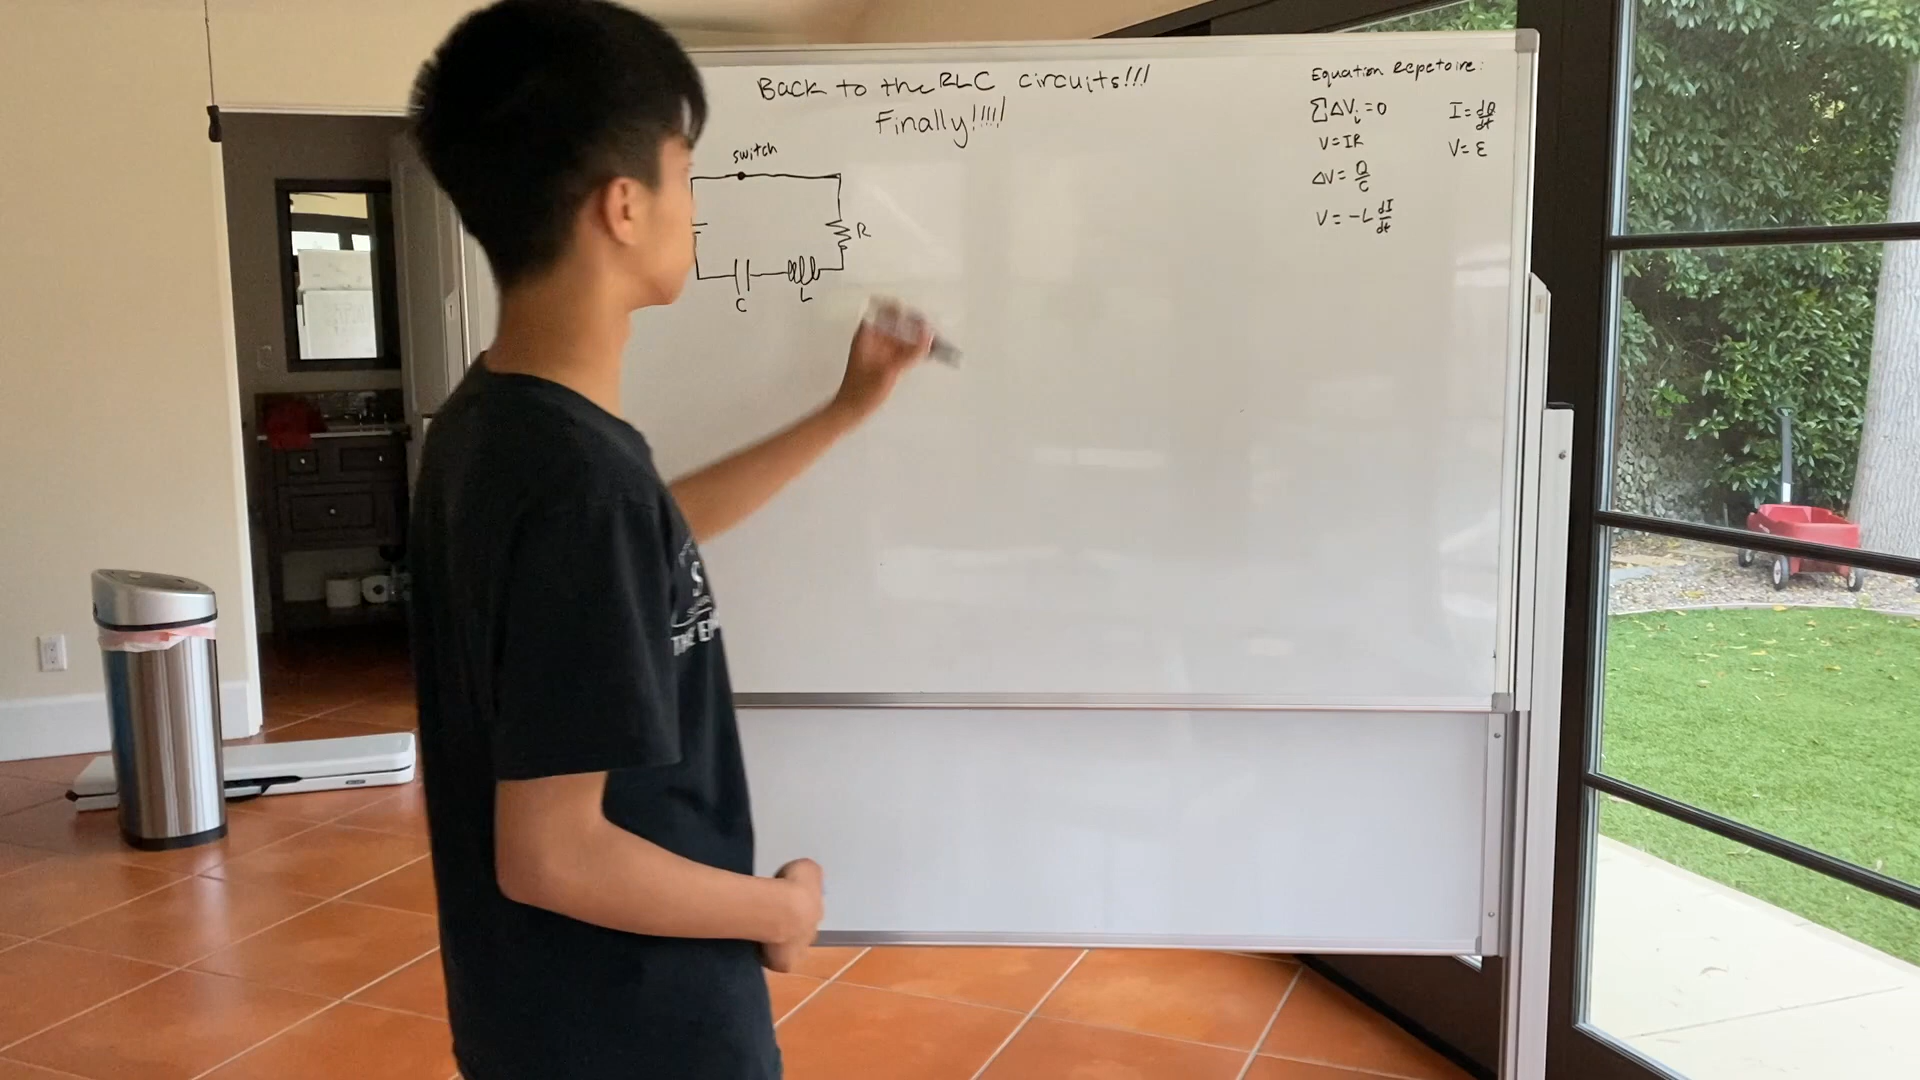 Back to the RLC circuits!!!
Finally!!!!!
switch
R
C
L
Equation Repetoire:
∑ΔVᵢ=0
V=IR
ΔV=Q/C
V=-L dI/dt
I=dQ/dt
V=ε